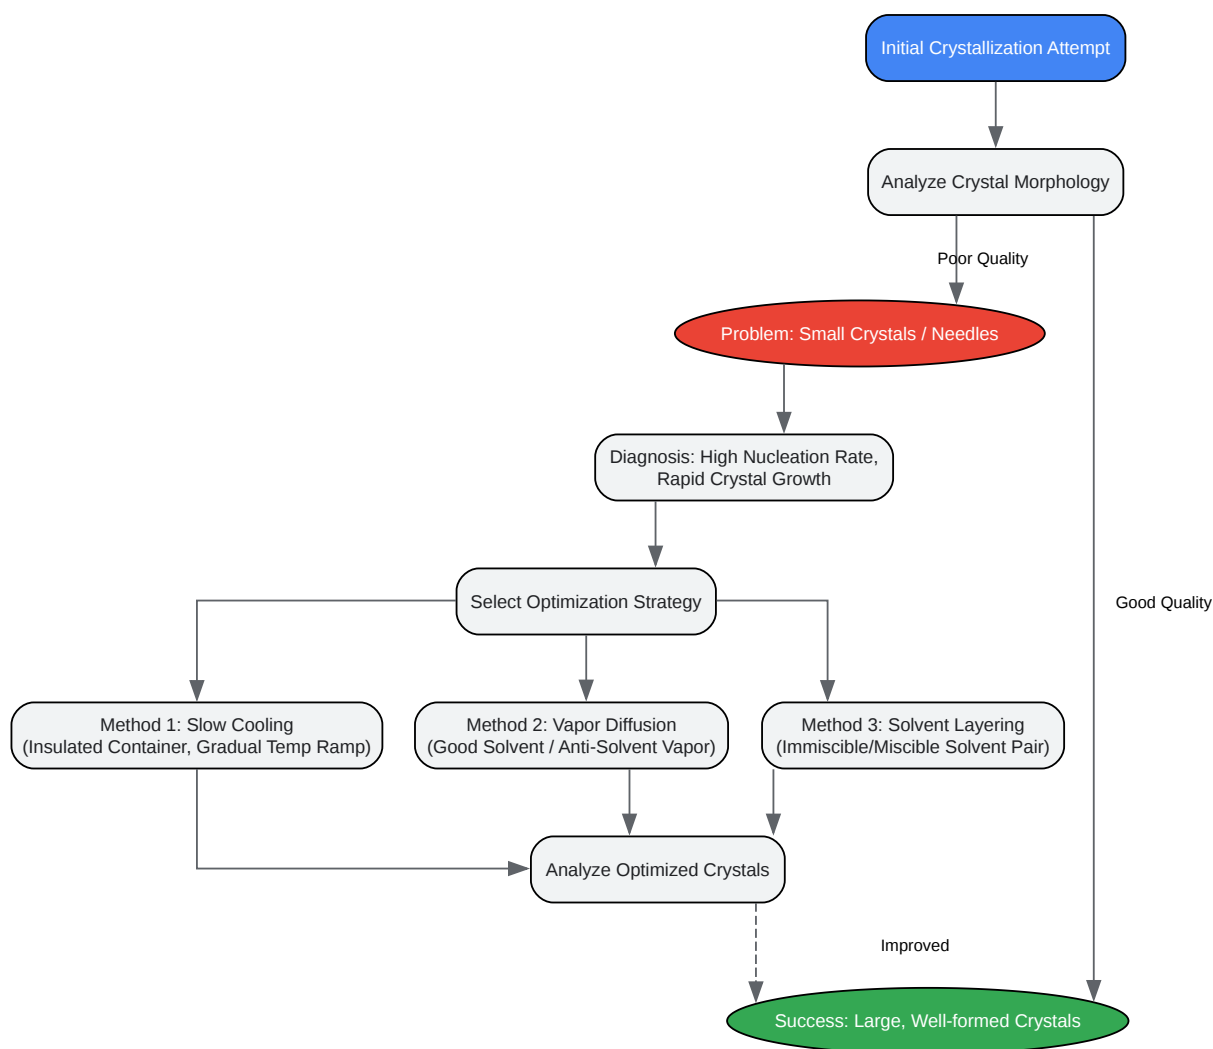 Initial Crystallization Attempt
Analyze Crystal Morphology
Poor Quality
Problem: Small Crystals / Needles
Diagnosis: High Nucleation Rate,
Rapid Crystal Growth
Select Optimization Strategy
Good Quality
Method 1: Slow Cooling
(Insulated Container, Gradual Temp Ramp)
Method 2: Vapor Diffusion
(Good Solvent / Anti-Solvent Vapor)
Method 3: Solvent Layering
(Immiscible/Miscible Solvent Pair)
Analyze Optimized Crystals
Improved
Success: Large, Well-formed Crystals